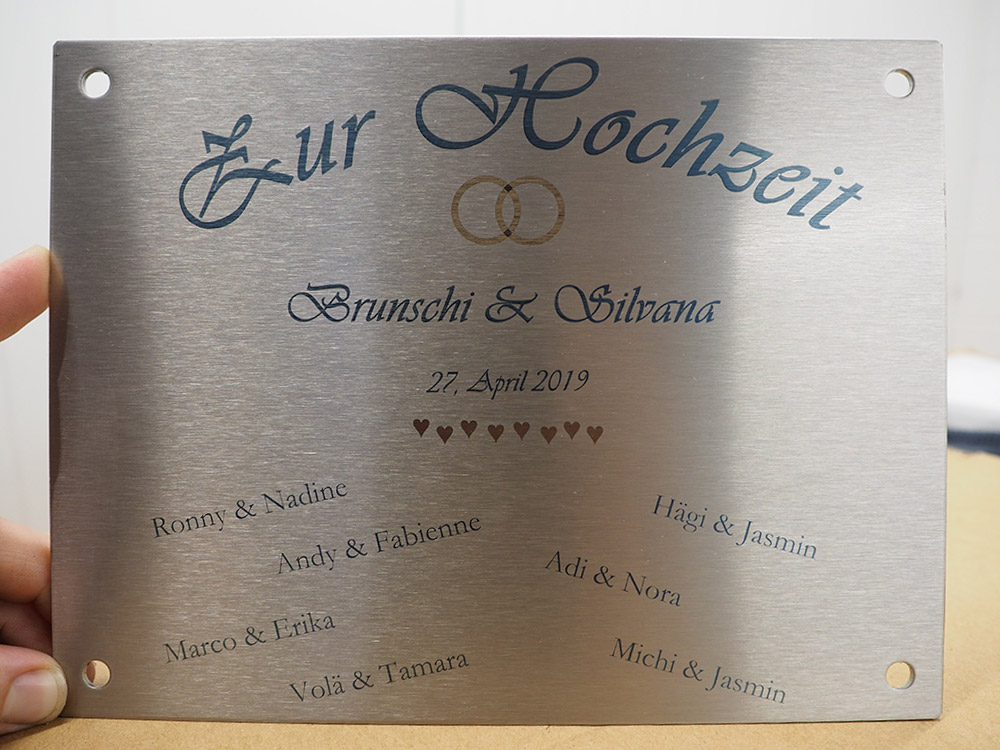 Zur Hochzeit
Brunschi & Silvana
27, April 2019
Ronny & Nadine
Andy & Fabienne
Marco & Erika
Volä & Tamara
Hägi & Jasmin
Adi & Nora
Michi & Jasmin